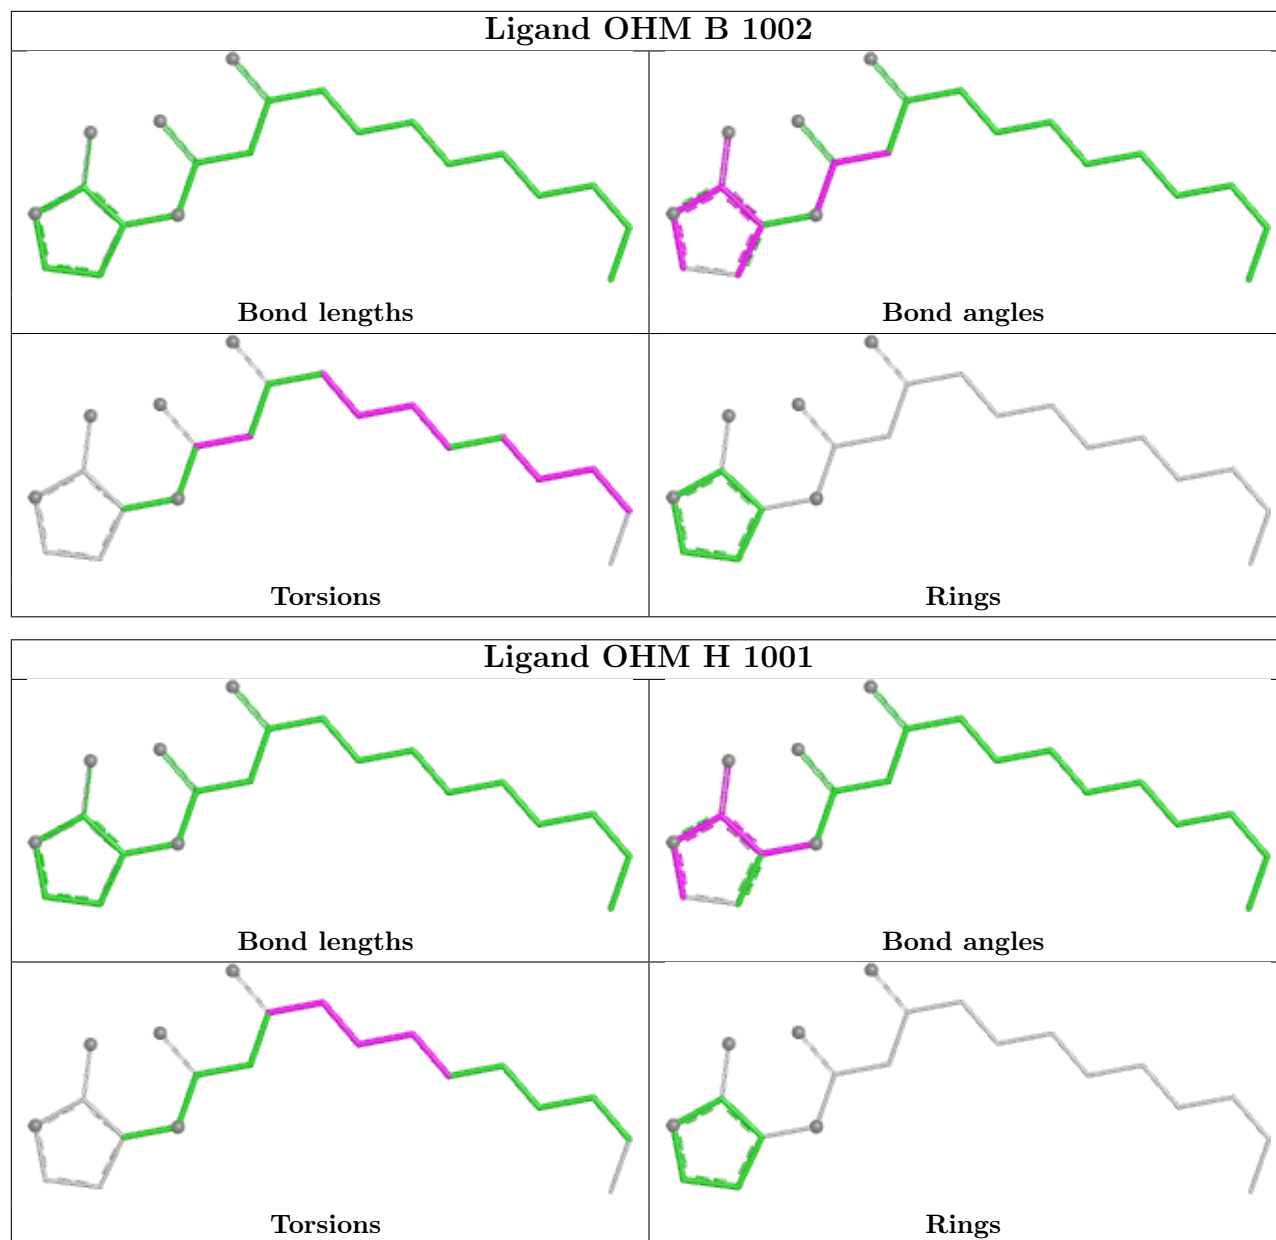 Ligand OHM B 1002
Bond lengths
Bond angles
Torsions
Rings
Ligand OHM H 1001
Bond lengths
Bond angles
Torsions
Rings